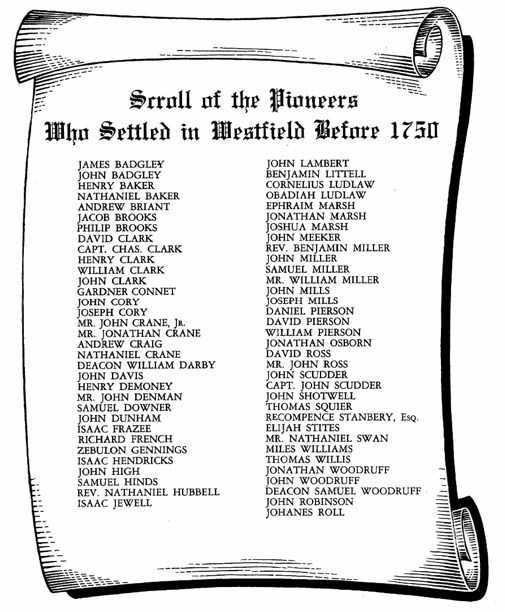 Scroll of the Pioneers
Who Settled in Westfield Before 1750
JAMES BADGLEY
JOHN BADGLEY
HENRY BAKER
NATHANIEL BAKER
ANDREW BRIANT
JACOB BROOKS
PHILIP BROOKS
DAVID CLARK
CAPT. CHAS. CLARK
HENRY CLARK
WILLIAM CLARK
JOHN CLARK
GARDNER CONNET
JOHN CORY
JOSEPH CORY
MR. JOHN CRANE, JR.
MR. JONATHAN CRANE
ANDREW CRAIG
NATHANIEL CRANE
DEACON WILLIAM DARBY
JOHN DAVIS
HENRY DEMONEY
MR. JOHN DENMAN
SAMUEL DOWNER
JOHN DUNHAM
ISAAC FRAZEE
RICHARD FRENCH
ZEBULON GENNINGS
ISAAC HENDRICKS
JOHN HIGH
SAMUEL HINDS
REV. NATHANIEL HUBBELL
ISAAC JEWELL
JOHN LAMBERT
BENJAMIN LITTELL
CORNELIUS LUDLAW
OBADIAH LUDLAW
EPHRAIM MARSH
JONATHAN MARSH
JOSHUA MARSH
JOHN MEEKER
REV. BENJAMIN MILLER
JOHN MILLER
SAMUEL MILLER
MR. WILLIAM MILLER
JOHN MILLS
JOSEPH MILLS
DANIEL PIERSON
DAVID PIERSON
WILLIAM PIERSON
JONATHAN OSBORN
DAVID ROSS
MR. JOHN ROSS
JOHN SCUDDER
CAPT. JOHN SCUDDER
JOHN SHOTWELL
THOMAS SQUIER
RECOMPENCE STANBERY, Esq.
ELIJAH STITES
MR. NATHANIEL SWAN
MILES WILLIAMS
THOMAS WILLIS
JONATHAN WOODRUFF
JOHN WOODRUFF
DEACON SAMUEL WOODRUFF
JOHN ROBINSON
JOHANES ROLL